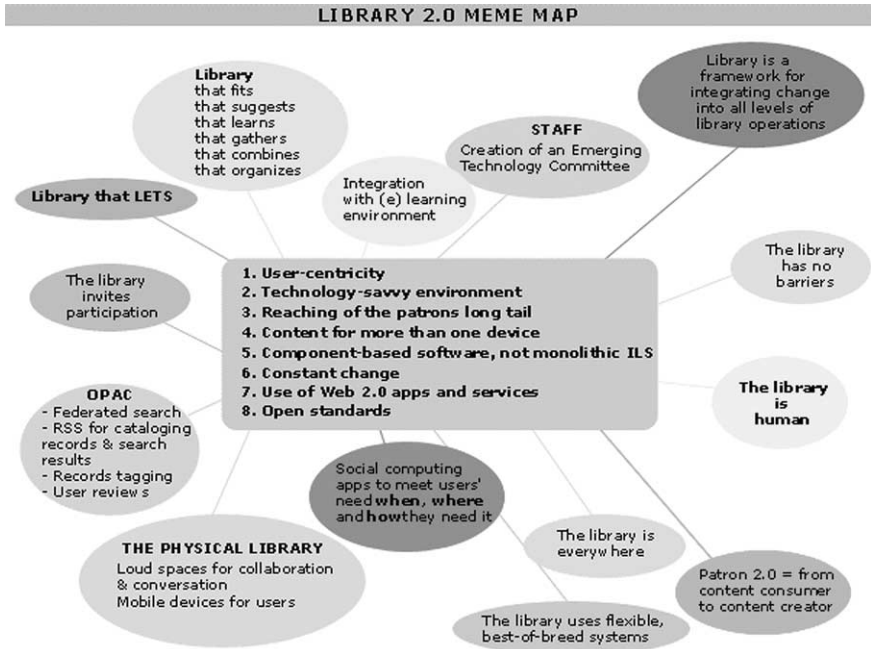 LIBRARY 2.0 MEME MAP
Library
that fits
that suggests
that learns
that gathers
that combines
that organizes
STAFF
Creation of an Emerging
Technology Committee
Library is a
framework for
integrating change
into all levels of
library operations
Library that LETS
Integration
with (e) learning
environment
The library
invites
participation
1. User-centricity
2. Technology-savvy environment
3. Reaching of the patrons long tail
4. Content for more than one device
5. Component-based software, not monolithic ILS
6. Constant change
7. Use of Web 2.0 apps and services
8. Open standards
The library
has no
barriers
The library
is
human
OPAC
- Federated search
- RSS for cataloging
records & search
results
- Records tagging
- User reviews
Social computing
apps to meet users'
need when, where
and how they need it
THE PHYSICAL LIBRARY
Loud spaces for collaboration
& conversation
Mobile devices for users
The library is
everywhere
The library uses flexible,
best-of-breed systems
Patron 2.0 = from
content consumer
to content creator